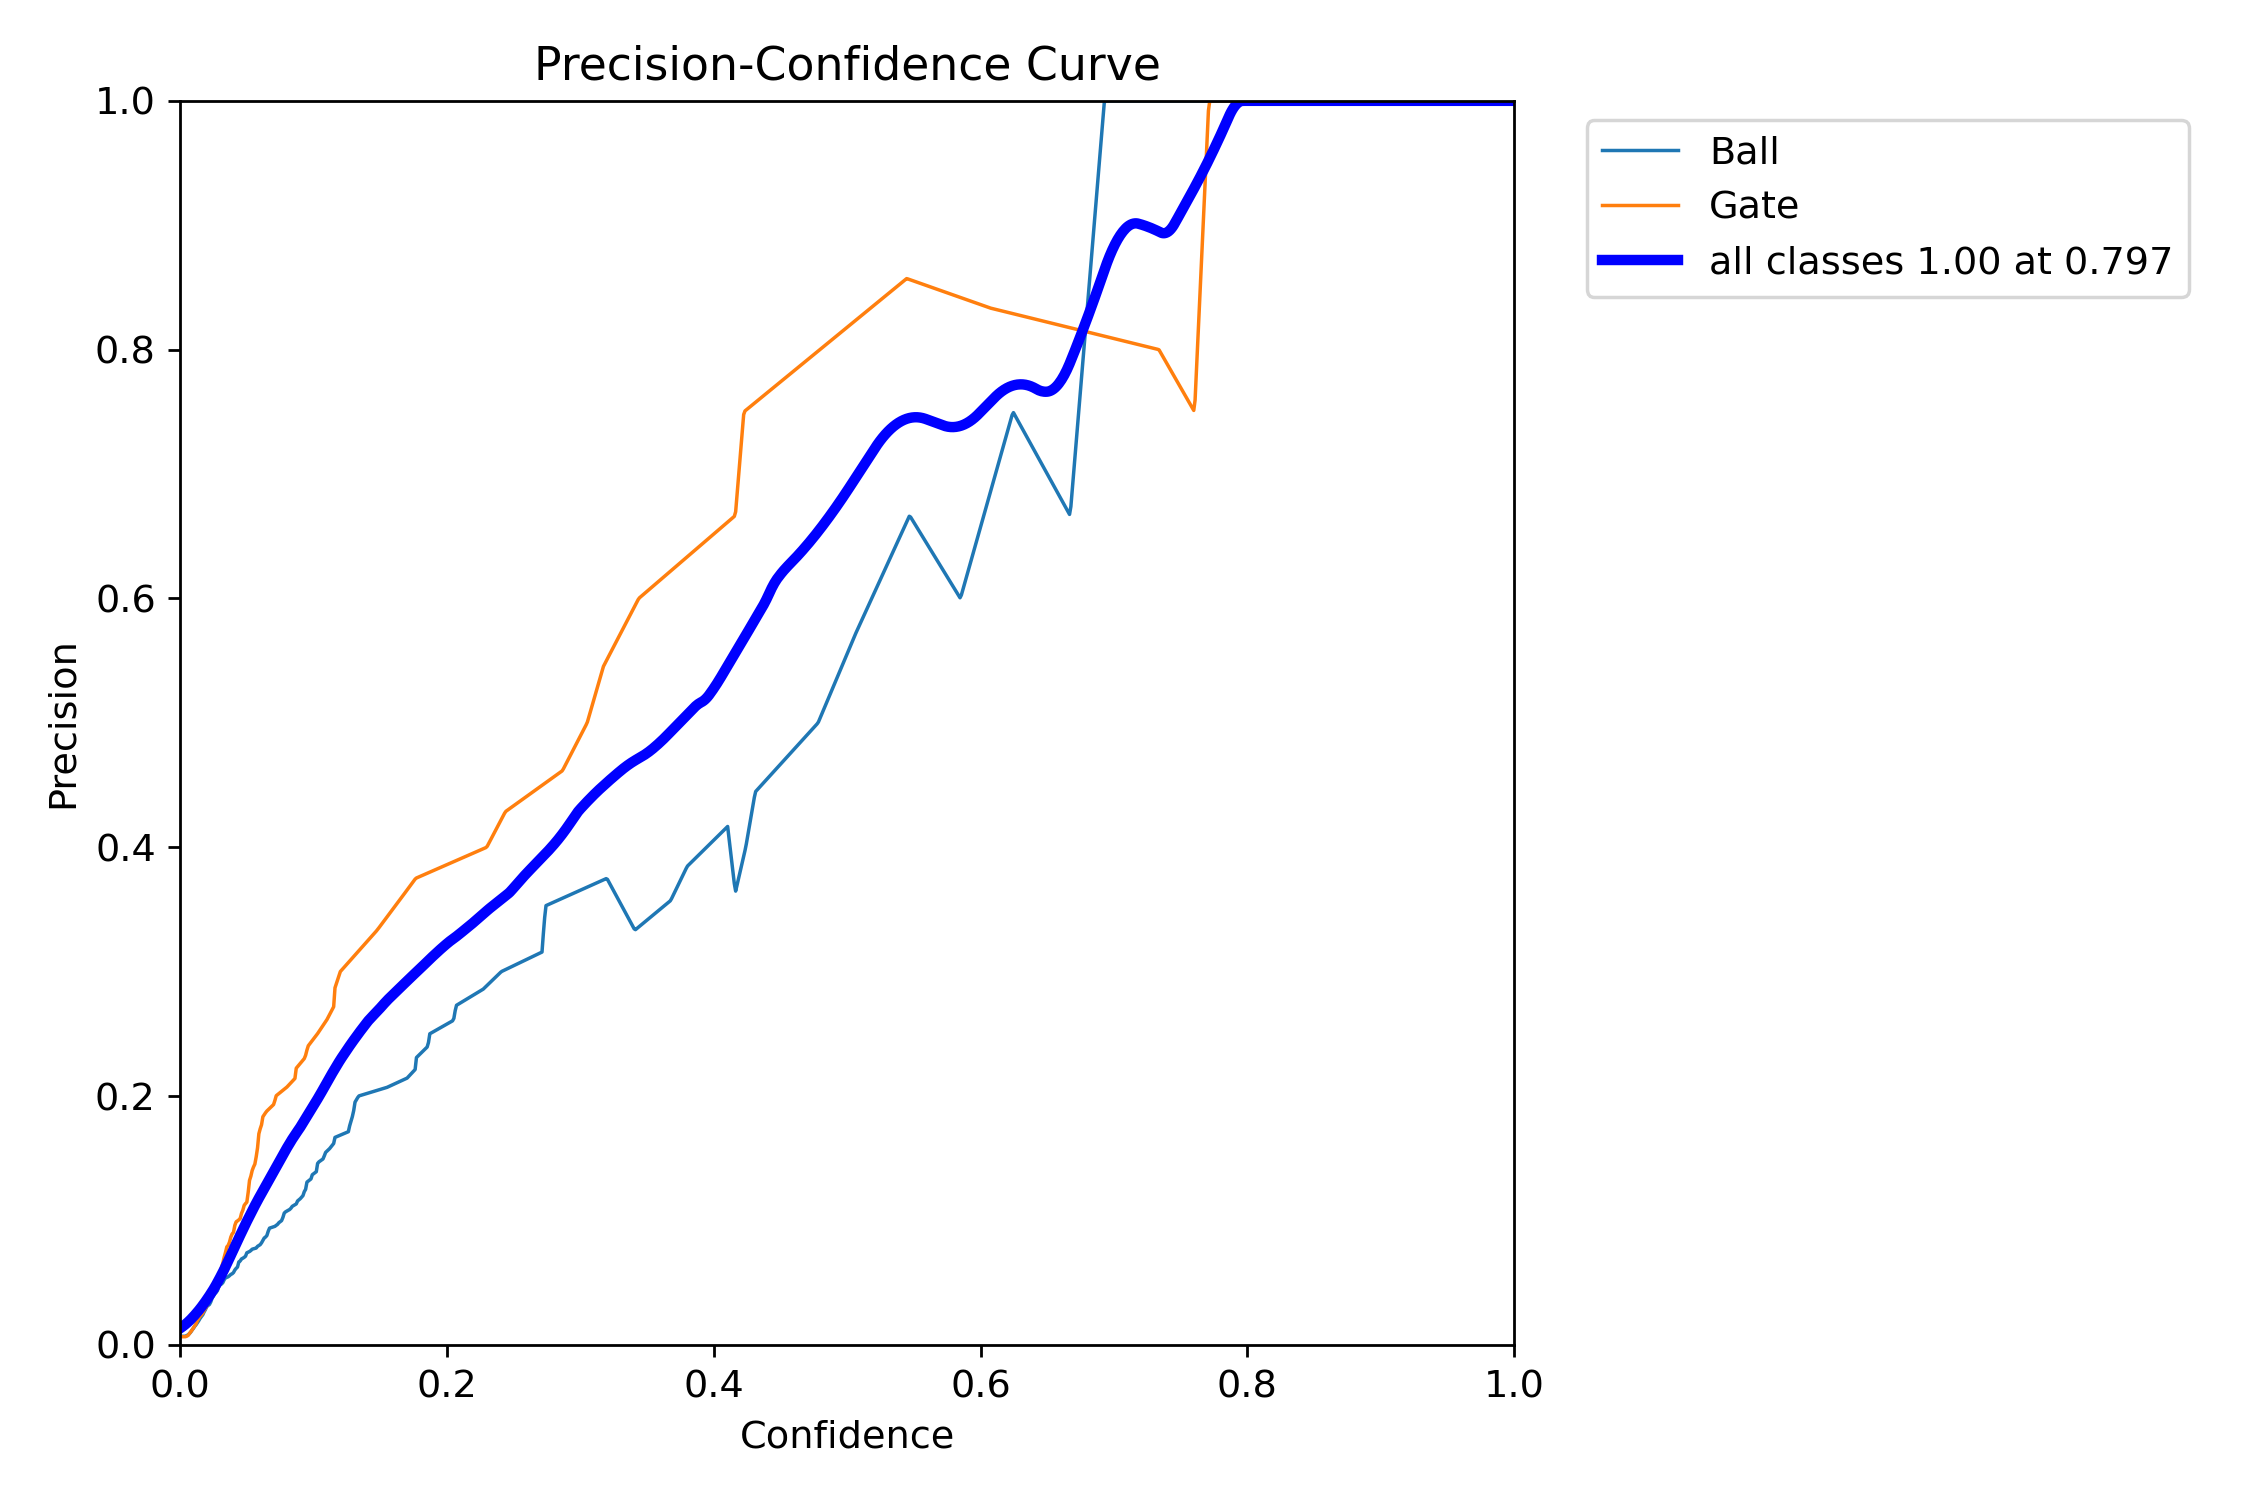 Precision-Confidence Curve
1.0
0.8
0.6
0.4
0.2
0.0
Precision
0.0 0.2 0.4 0.6 0.8 1.0
Confidence
Ball
Gate
all classes 1.00 at 0.797